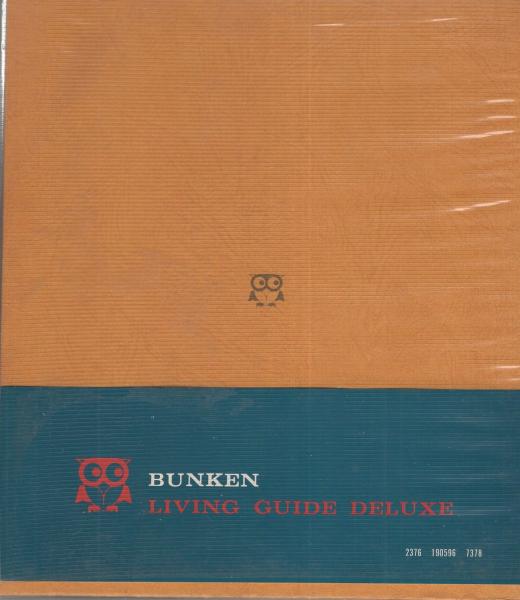 BUNKEN
LIVING GUIDE DELUXE
2376 190596 7378